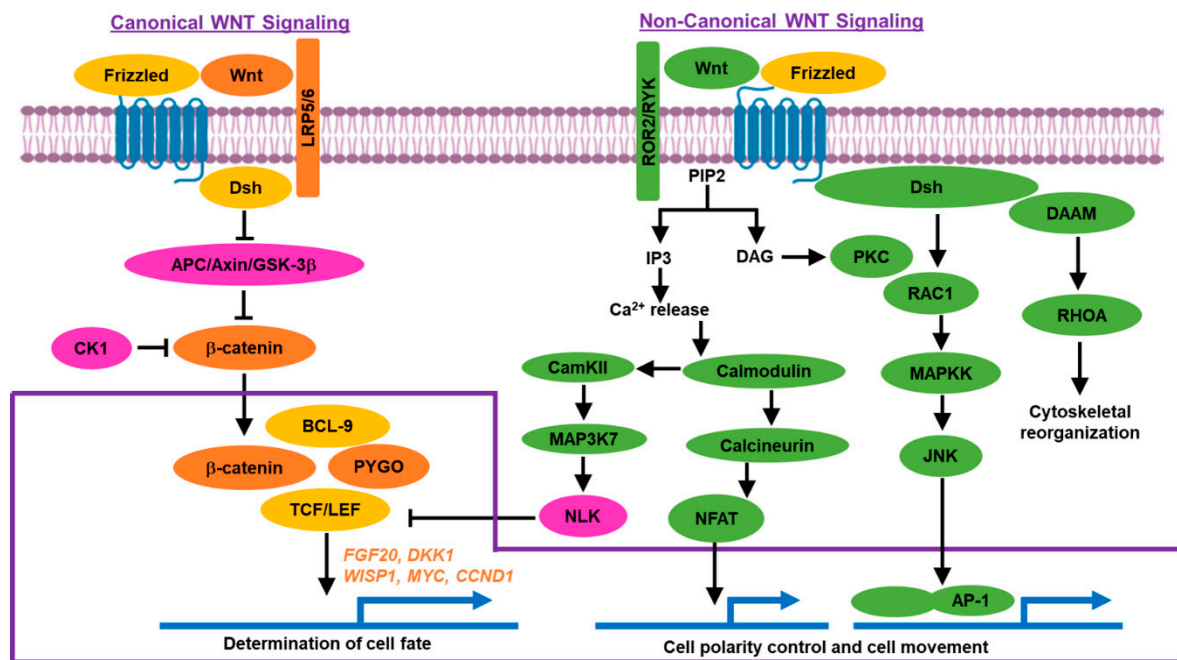 Canonical WNT Signaling
Frizzled
Wnt
LRP5/6
Dsh
APC/Axin/GSK-3β
CK1
β-catenin
BCL-9
β-catenin
PYGO
TCF/LEF
FGF20, DKK1
WISP1, MYC, CCND1
Determination of cell fate
Non-Canonical WNT Signaling
ROR2/RYK
Wnt
Frizzled
PIP2
Dsh
DAAM
IP3
DAG
PKC
RAC1
RHOA
Ca²⁺ release
CamKII
Calmodulin
MAPKK
Cytoskeletal
reorganization
MAP3K7
Calcineurin
JNK
NLK
NFAT
AP-1
Cell polarity control and cell movement